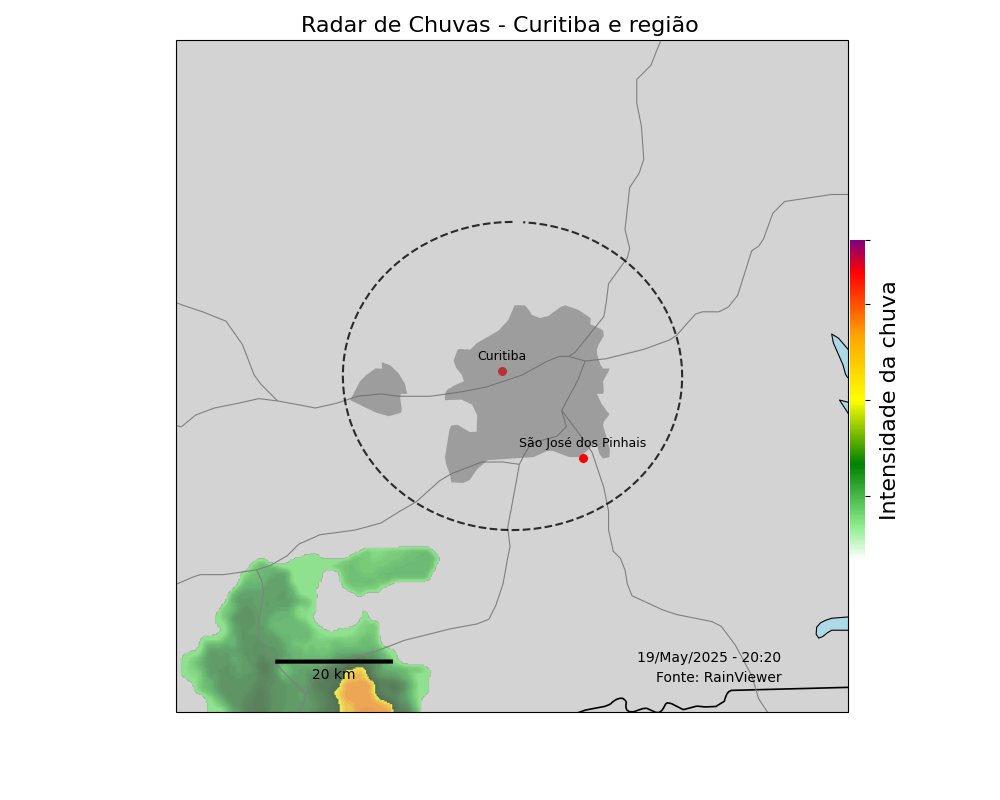 Radar de Chuvas - Curitiba e região
Curitiba
São José dos Pinhais
Intensidade da chuva
19/May/2025 - 20:20
20 km
Fonte: RainViewer